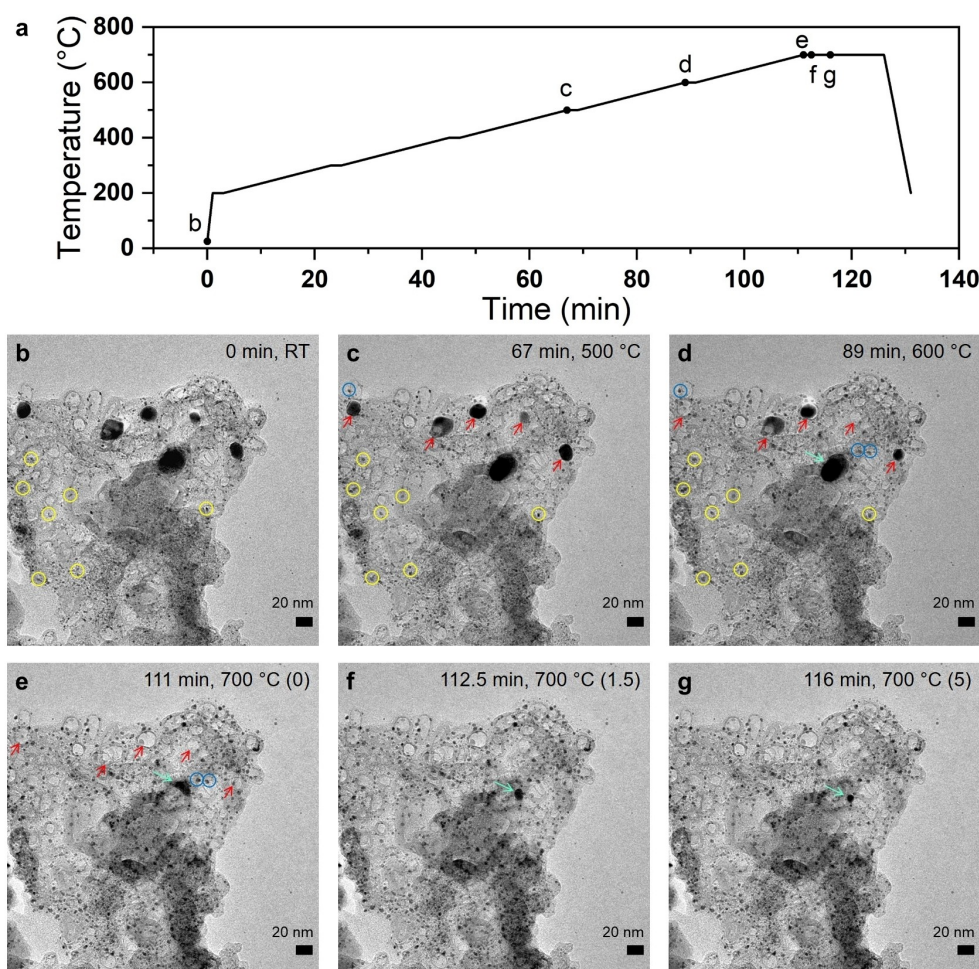 a
800
600
400
200
0
Temperature (°C)
b
c
d
e
f g
0 20 40 60 80 100 120 140
Time (min)
b 0 min, RT
20 nm
c 67 min, 500 °C
20 nm
d 89 min, 600 °C
20 nm
e 111 min, 700 °C (0)
20 nm
f 112.5 min, 700 °C (1.5)
20 nm
g 116 min, 700 °C (5)
20 nm